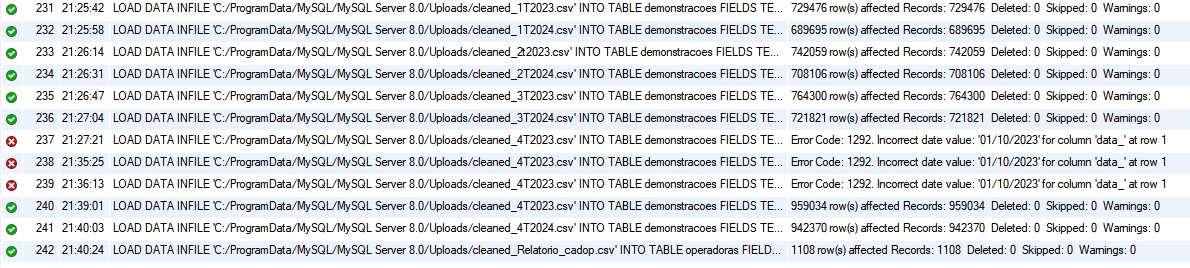 231 21:25:42 LOAD DATA INFILE 'C:/ProgramData/MySQL/MySQL Server 8.0/Uploads/cleaned_1T2023.csv' INTO TABLE demonstracoes FIELDS TE... 729476 row(s) affected Records: 729476 Deleted: 0 Skipped: 0 Warnings: 0
232 21:25:58 LOAD DATA INFILE 'C:/ProgramData/MySQL/MySQL Server 8.0/Uploads/cleaned_1T2024.csv' INTO TABLE demonstracoes FIELDS TE... 689695 row(s) affected Records: 689695 Deleted: 0 Skipped: 0 Warnings: 0
233 21:26:14 LOAD DATA INFILE 'C:/ProgramData/MySQL/MySQL Server 8.0/Uploads/cleaned_2t2023.csv' INTO TABLE demonstracoes FIELDS TE... 742059 row(s) affected Records: 742059 Deleted: 0 Skipped: 0 Warnings: 0
234 21:26:31 LOAD DATA INFILE 'C:/ProgramData/MySQL/MySQL Server 8.0/Uploads/cleaned_2T2024.csv' INTO TABLE demonstracoes FIELDS TE... 708106 row(s) affected Records: 708106 Deleted: 0 Skipped: 0 Warnings: 0
235 21:26:47 LOAD DATA INFILE 'C:/ProgramData/MySQL/MySQL Server 8.0/Uploads/cleaned_3T2023.csv' INTO TABLE demonstracoes FIELDS TE... 764300 row(s) affected Records: 764300 Deleted: 0 Skipped: 0 Warnings: 0
236 21:27:04 LOAD DATA INFILE 'C:/ProgramData/MySQL/MySQL Server 8.0/Uploads/cleaned_3T2024.csv' INTO TABLE demonstracoes FIELDS TE... 721821 row(s) affected Records: 721821 Deleted: 0 Skipped: 0 Warnings: 0
237 21:27:21 LOAD DATA INFILE 'C:/ProgramData/MySQL/MySQL Server 8.0/Uploads/cleaned_4T2023.csv' INTO TABLE demonstracoes FIELDS TE... Error Code: 1292. Incorrect date value: '01/10/2023' for column 'data_' at row 1
238 21:35:25 LOAD DATA INFILE 'C:/ProgramData/MySQL/MySQL Server 8.0/Uploads/cleaned_4T2023.csv' INTO TABLE demonstracoes FIELDS TE... Error Code: 1292. Incorrect date value: '01/10/2023' for column 'data_' at row 1
239 21:36:13 LOAD DATA INFILE 'C:/ProgramData/MySQL/MySQL Server 8.0/Uploads/cleaned_4T2023.csv' INTO TABLE demonstracoes FIELDS TE... Error Code: 1292. Incorrect date value: '01/10/2023' for column 'data_' at row 1
240 21:39:01 LOAD DATA INFILE 'C:/ProgramData/MySQL/MySQL Server 8.0/Uploads/cleaned_4T2023.csv' INTO TABLE demonstracoes FIELDS TE... 959034 row(s) affected Records: 959034 Deleted: 0 Skipped: 0 Warnings: 0
241 21:40:03 LOAD DATA INFILE 'C:/ProgramData/MySQL/MySQL Server 8.0/Uploads/cleaned_4T2024.csv' INTO TABLE demonstracoes FIELDS TE... 942370 row(s) affected Records: 942370 Deleted: 0 Skipped: 0 Warnings: 0
242 21:40:24 LOAD DATA INFILE 'C:/ProgramData/MySQL/MySQL Server 8.0/Uploads/cleaned_Relatorio_cadop.csv' INTO TABLE operadoras FIELD... 1108 row(s) affected Records: 1108 Deleted: 0 Skipped: 0 Warnings: 0